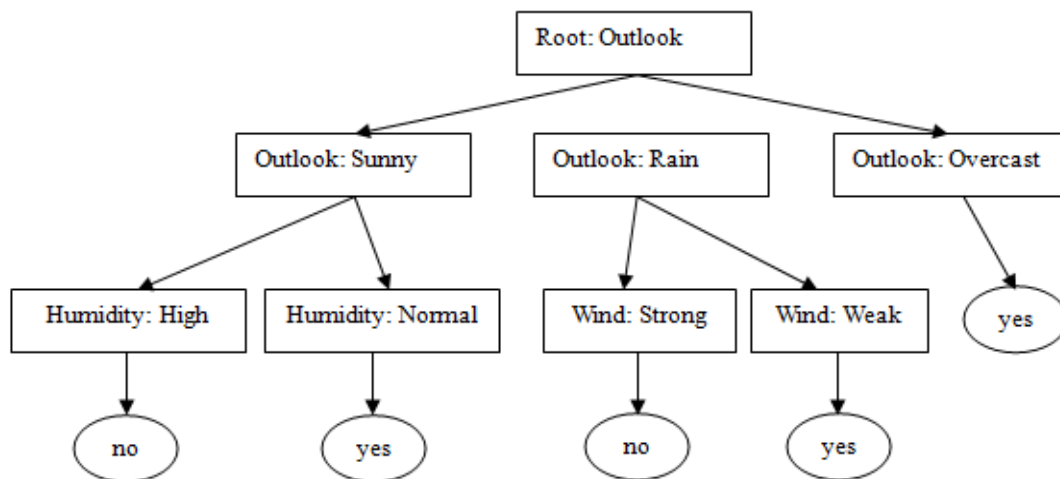 Root: Outlook
Outlook: Sunny
Outlook: Rain
Outlook: Overcast
Humidity: High
Humidity: Normal
Wind: Strong
Wind: Weak
yes
no
yes
no
yes